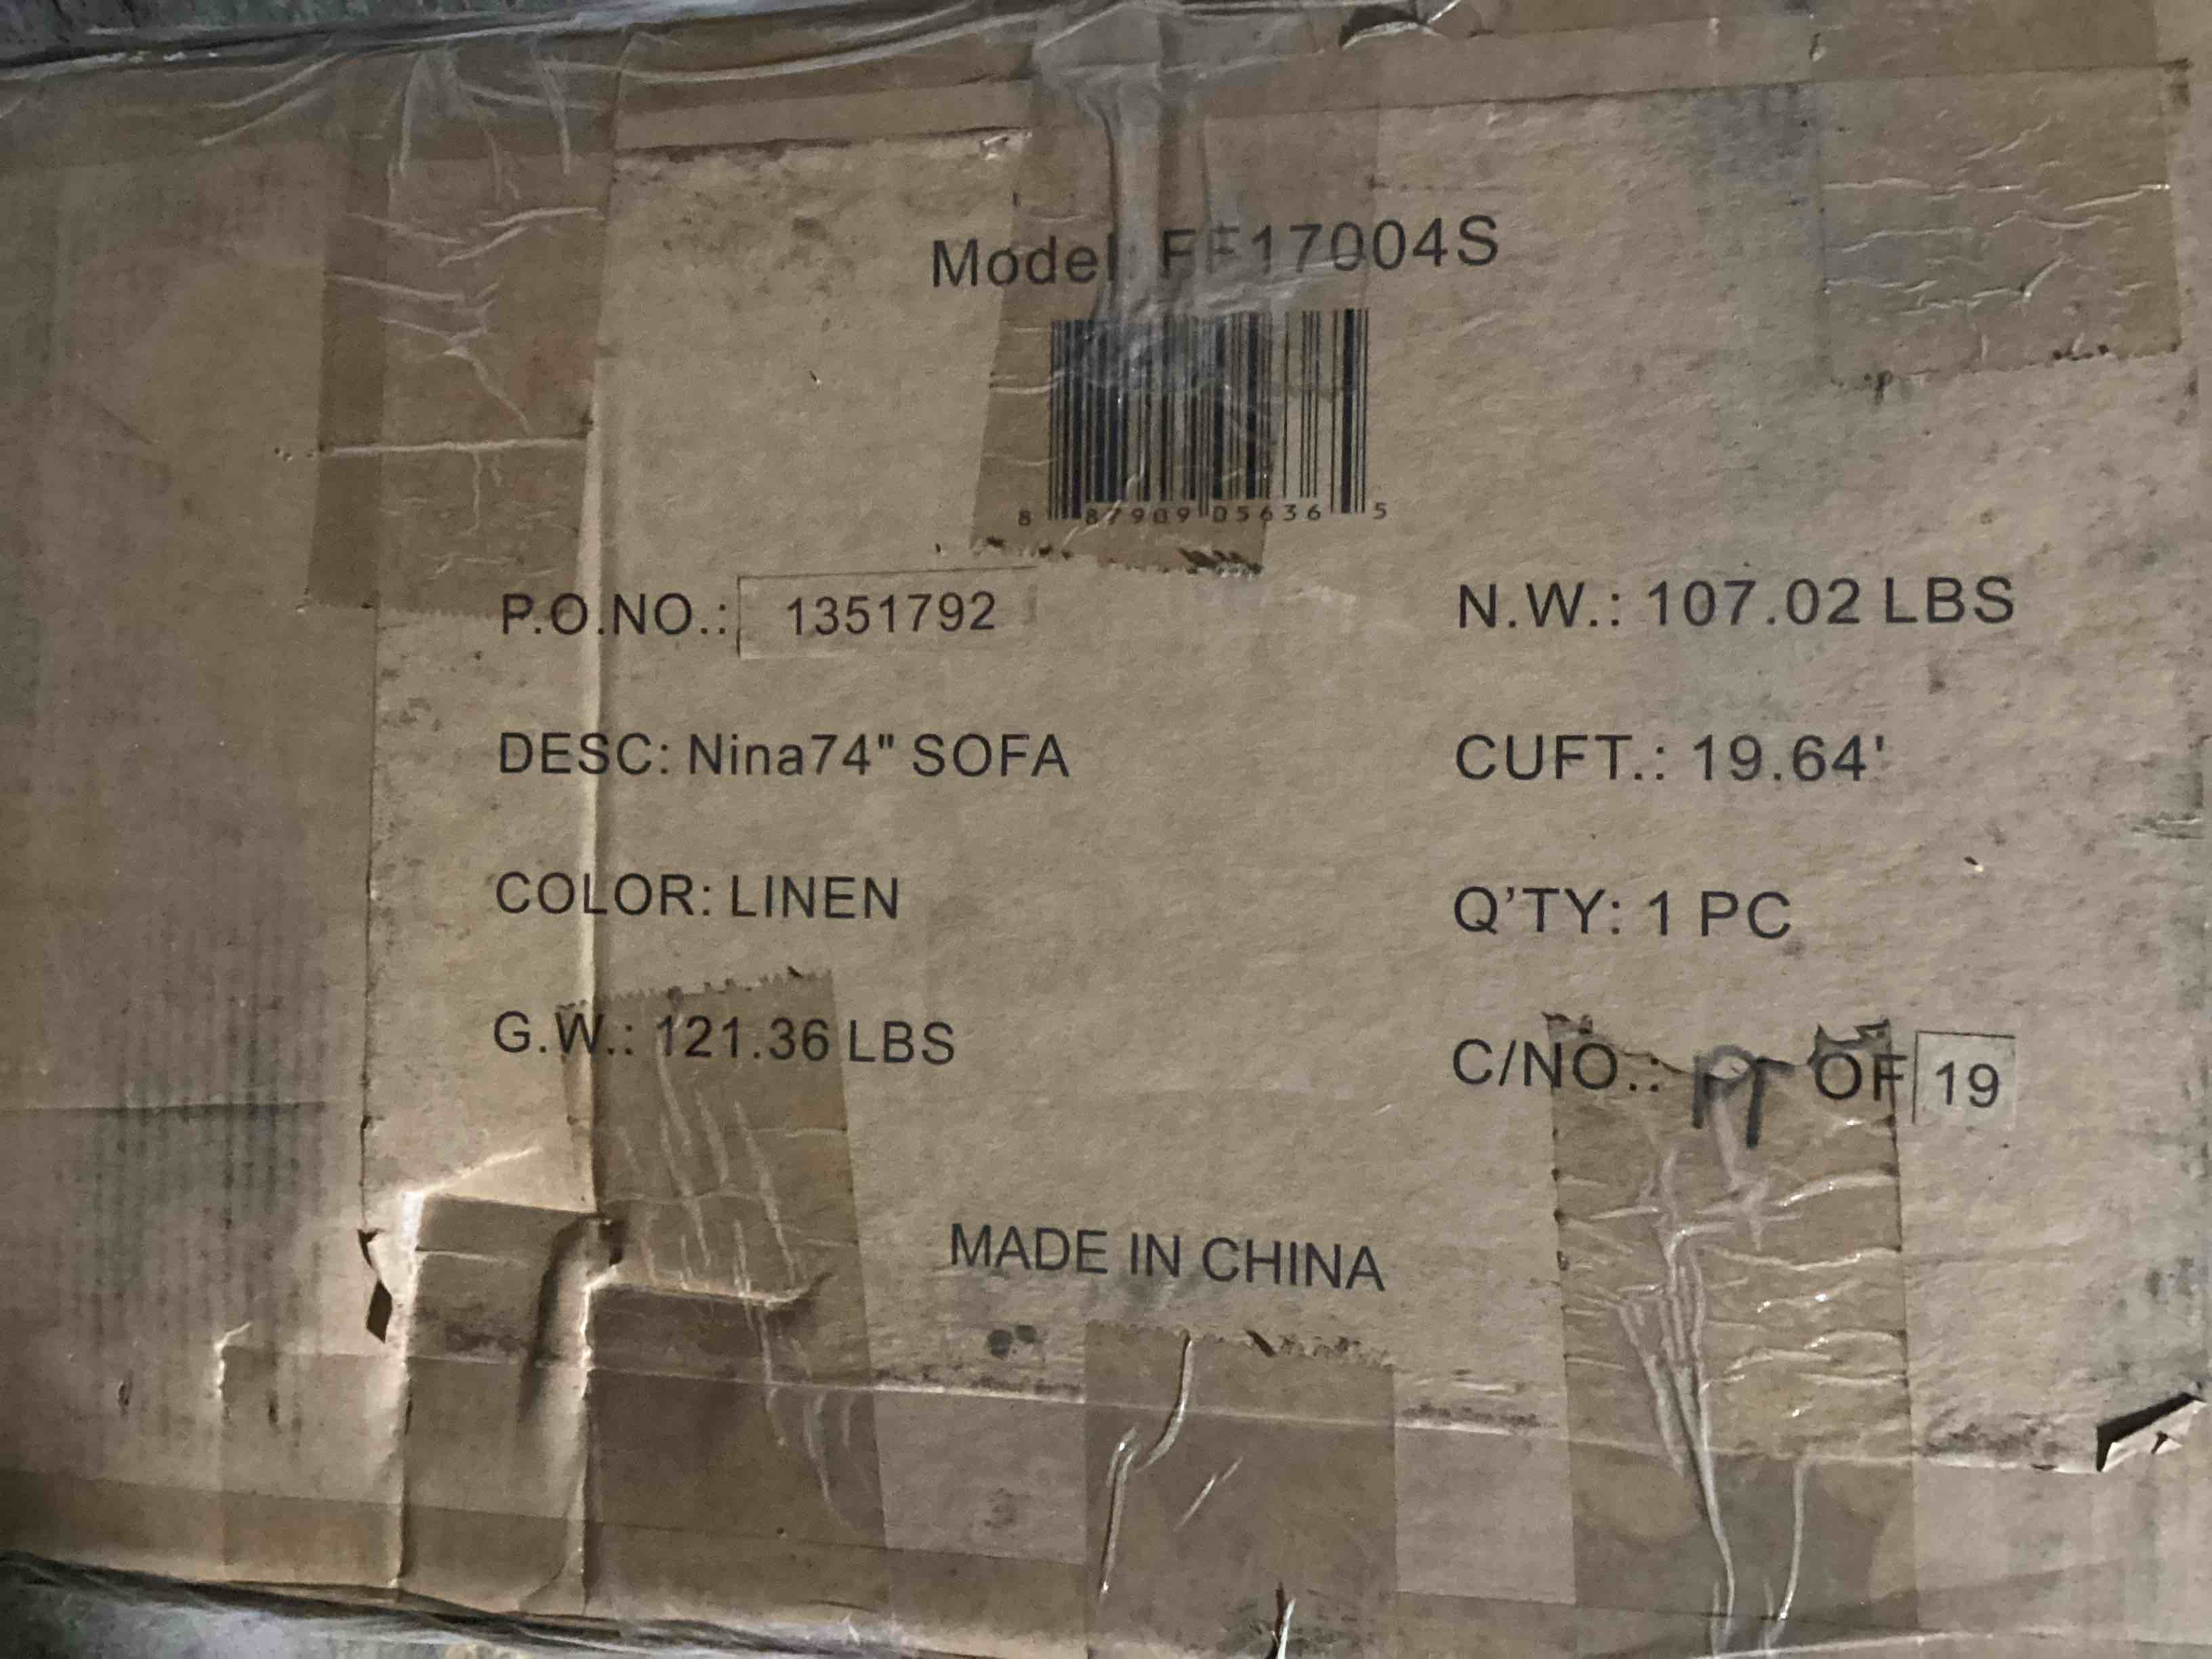 Model: FF17004S
8 87909 05636 5
P.O.NO.: 1351792
N.W.: 107.02 LBS
DESC: Nina74" SOFA
CUFT.: 19.64'
COLOR: LINEN
Q'TY: 1 PC
G.W.: 121.36 LBS
C/NO.: OF 19
MADE IN CHINA